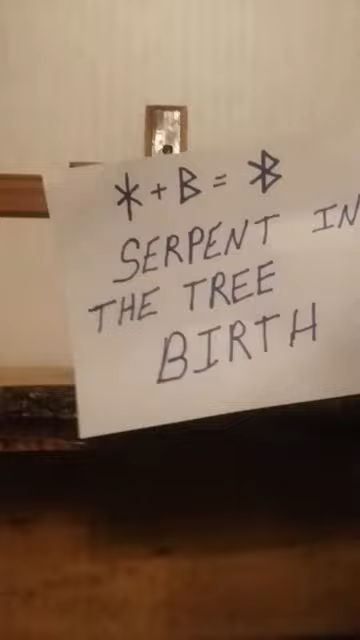 ᚼ + ᛒ = ᛒ
SERPENT IN
THE TREE
BIRTH